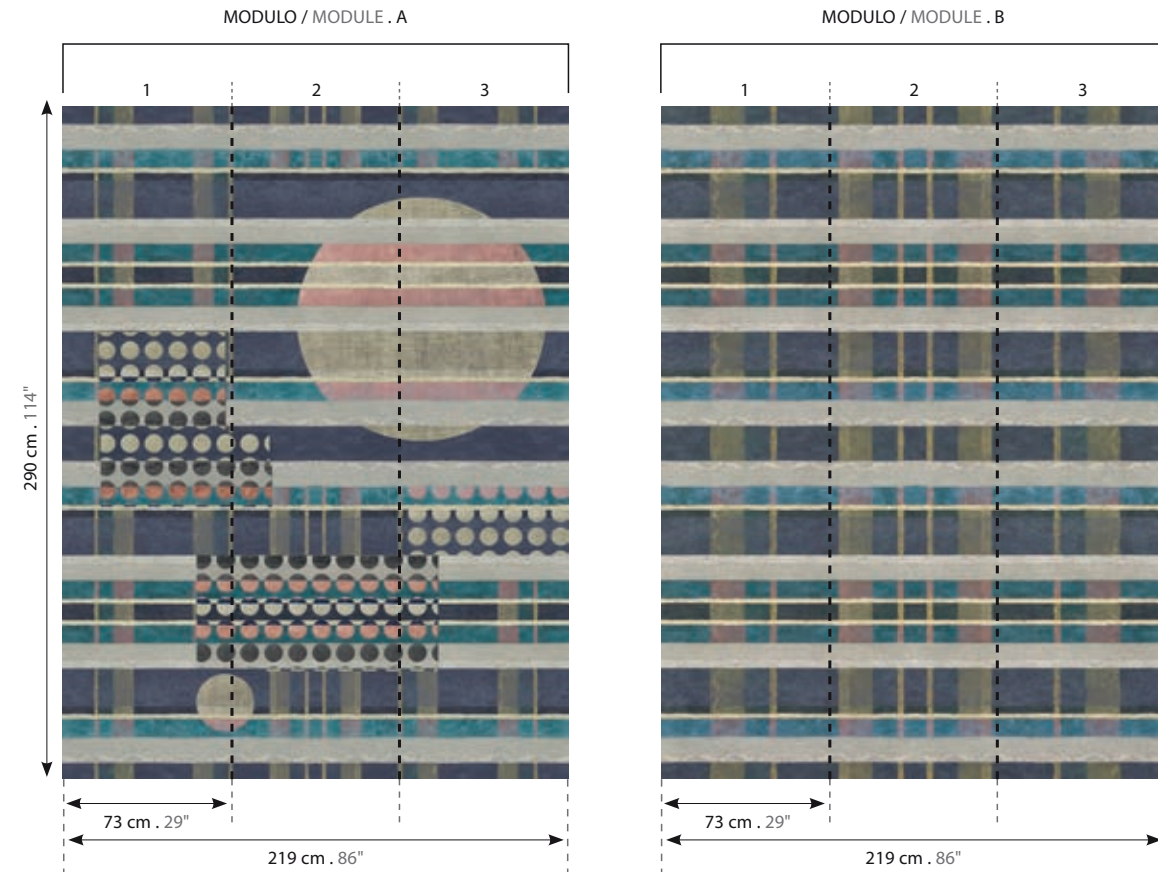 MODULO / MODULE . A
1 2 3
290 cm . 114"
73 cm . 29"
219 cm . 86"
MODULO / MODULE . B
1 2 3
73 cm . 29"
219 cm . 86"